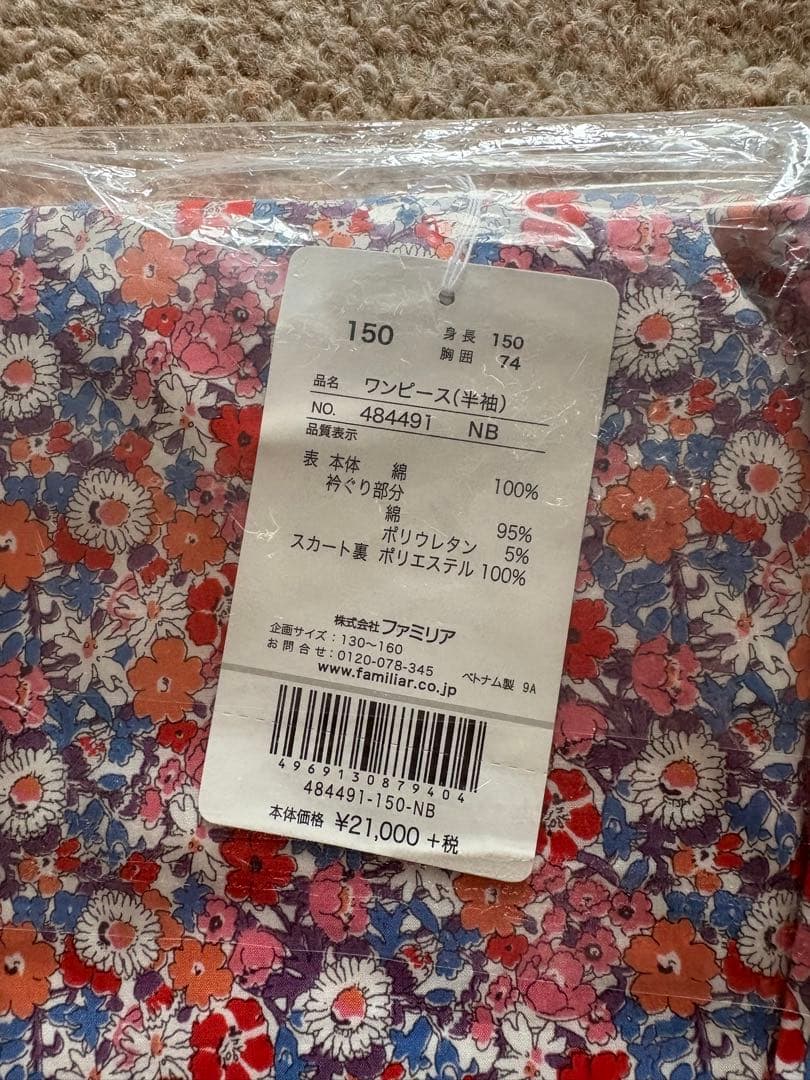 150 身長 150
胸囲 74
品名 ワンピース(半袖)
NO. 484491 NB
品質表示
表 本体 綿 100%
衿ぐり部分
綿 95%
ポリウレタン 5%
スカート裏 ポリエステル 100%
株式会社ファミリア
企画サイズ:130〜160
お問合せ:0120-078-345
www.familiar.co.jp ベトナム製 9A
4969130879404
484491-150-NB
本体価格 ¥21,000 +税